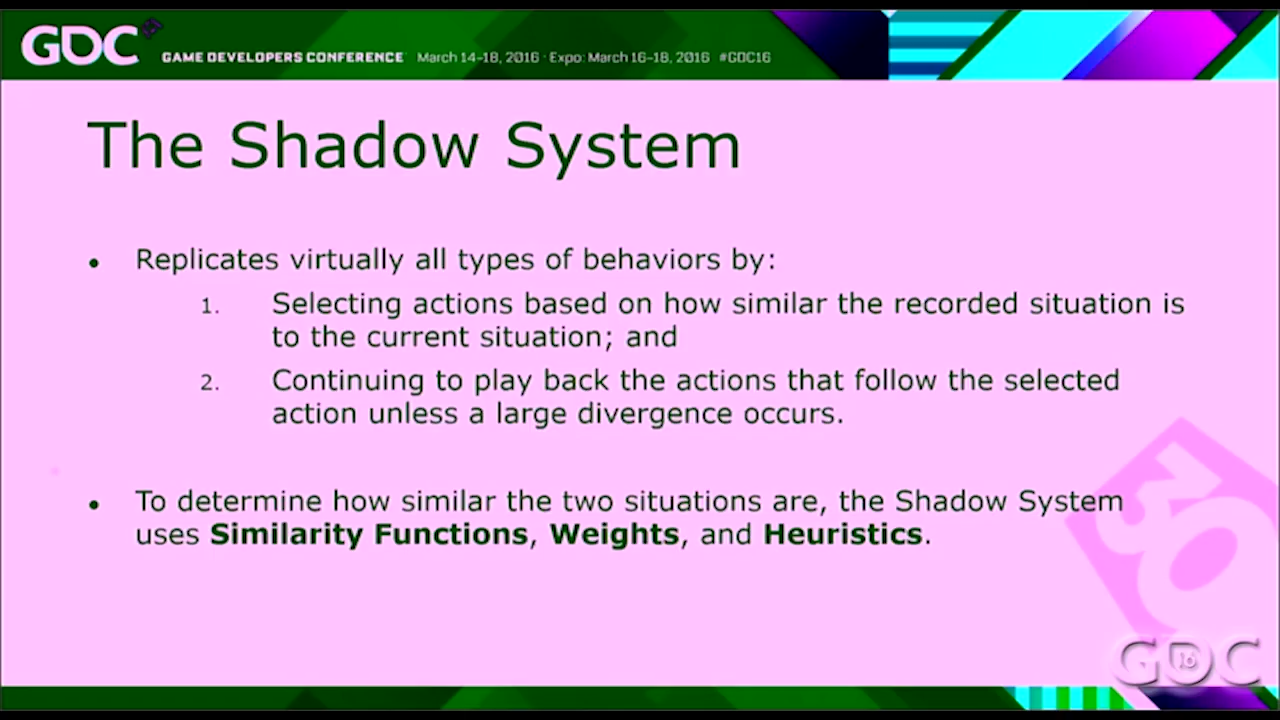 GDC
GAME DEVELOPERS CONFERENCE March 14-18, 2016 · Expo: March 16-18, 2016 #GDC16
The Shadow System
• Replicates virtually all types of behaviors by:
1. Selecting actions based on how similar the recorded situation is
to the current situation; and
2. Continuing to play back the actions that follow the selected
action unless a large divergence occurs.
• To determine how similar the two situations are, the Shadow System
uses Similarity Functions, Weights, and Heuristics.
30
GDC
16